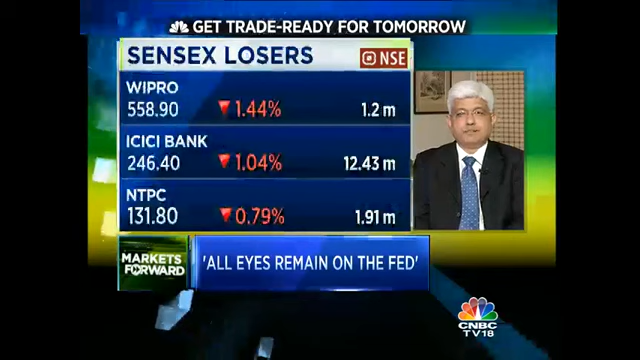 GET TRADE-READY FOR TOMORROW
SENSEX LOSERS
NSE
WIPRO
558.90 ▼1.44% 1.2 m
ICICI BANK
246.40 ▼1.04% 12.43 m
NTPC
131.80 ▼0.79% 1.91 m
MARKETS
FORWARD
'ALL EYES REMAIN ON THE FED'
CNBC
TV18